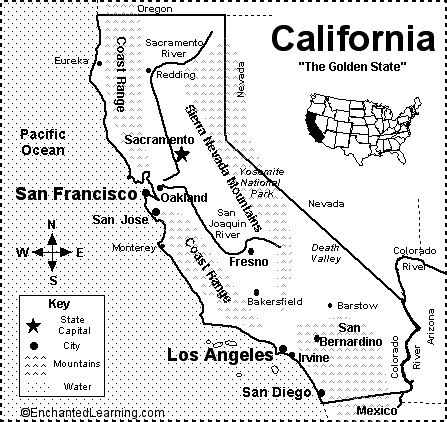 Oregon
California
"The Golden State"
Eureka
Coast Range
Sacramento
River
Redding
Nevada
Pacific
Ocean
Sacramento
Sierra Nevada Mountains
Yosemite
National
Park
San Francisco
Oakland
San Jose
San
Joaquin
River
Nevada
N
W
E
S
Monterey
Coast Range
Fresno
Death
Valley
Colorado
River
Key
State
Capital
City
Mountains
Water
Bakersfield
Barstow
San
Bernardino
Colorado
River
Arizona
Los Angeles
Irvine
San Diego
Mexico
©EnchantedLearning.com